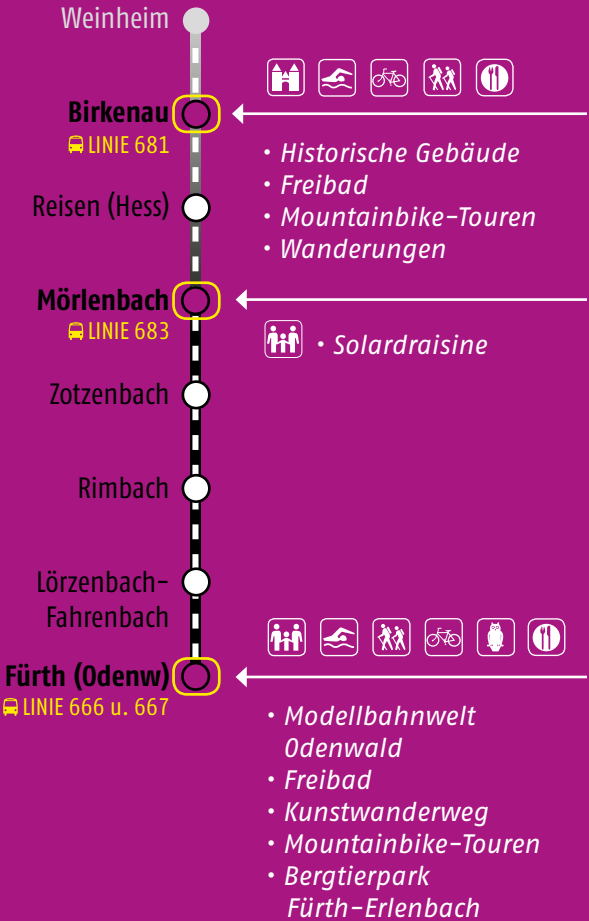 Weinheim
Birkenau
LINIE 681
• Historische Gebäude
• Freibad
• Mountainbike-Touren
• Wanderungen
Reisen (Hess)
Mörlenbach
LINIE 683
• Solardraisine
Zotzenbach
Rimbach
Lörzenbach-
Fahrenbach
Fürth (Odenw)
LINIE 666 u. 667
• Modellbahnwelt
Odenwald
• Freibad
• Kunstwanderweg
• Mountainbike-Touren
• Bergtierpark
Fürth-Erlenbach